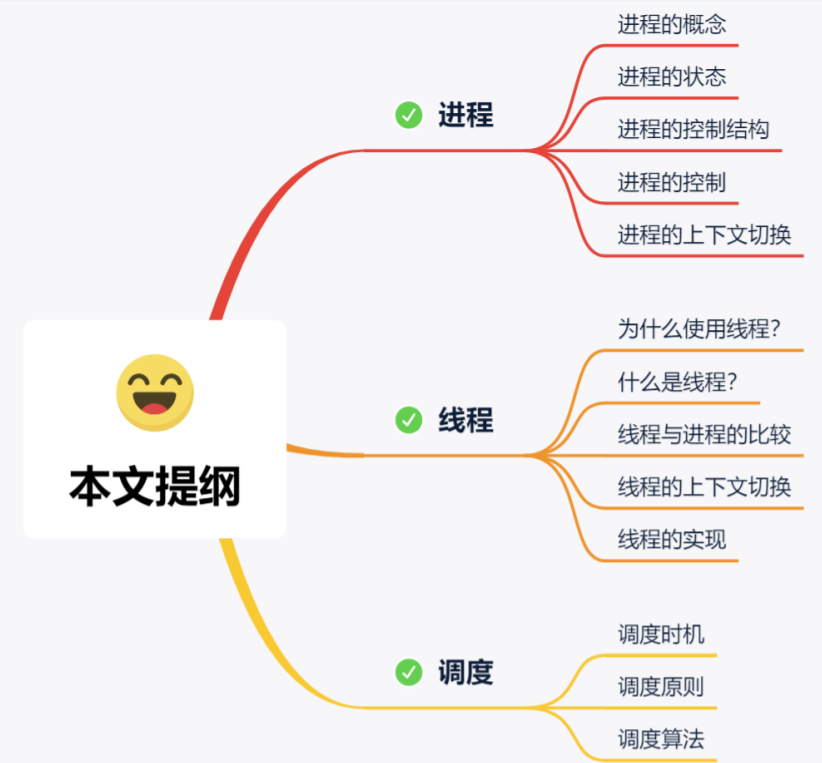 本文提纲
进程
进程的概念
进程的状态
进程的控制结构
进程的控制
进程的上下文切换
线程
为什么使用线程？
什么是线程？
线程与进程的比较
线程的上下文切换
线程的实现
调度
调度时机
调度原则
调度算法